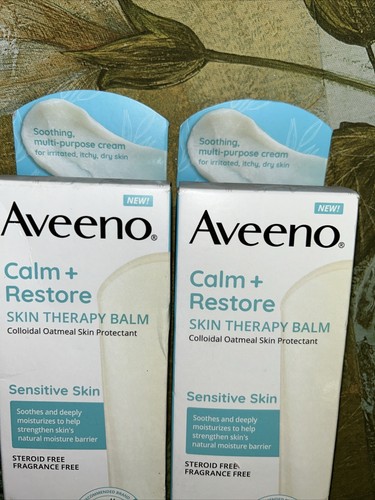 Soothing,
multi-purpose cream
for irritated, itchy, dry skin
NEW!
Aveeno®
Calm +
Restore
SKIN THERAPY BALM
Colloidal Oatmeal Skin Protectant
Sensitive Skin
Soothes and deeply
moisturizes to help
strengthen skin's
natural moisture barrier
STEROID FREE
FRAGRANCE FREE
Soothing,
multi-purpose cream
for irritated, itchy, dry skin
NEW!
Aveeno®
Calm +
Restore
SKIN THERAPY BALM
Colloidal Oatmeal Skin Protectant
Sensitive Skin
Soothes and deeply
moisturizes to help
strengthen skin's
natural moisture barrier
STEROID FREE
FRAGRANCE FREE